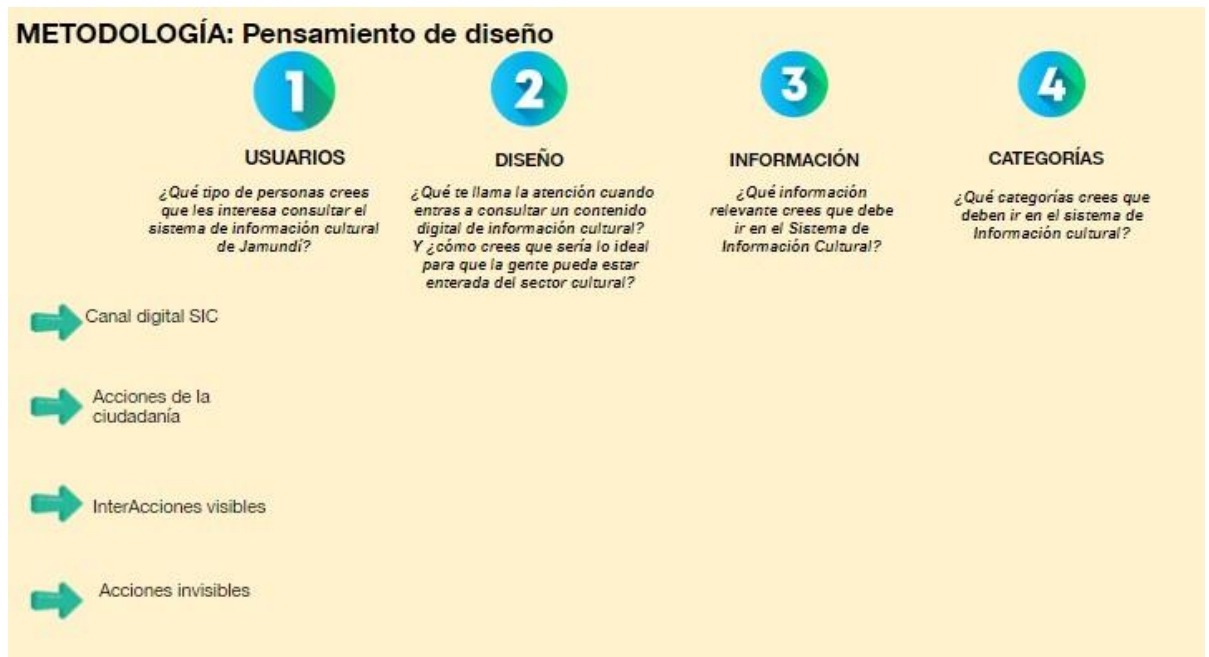 METODOLOGÍA: Pensamiento de diseño
1
USUARIOS
¿Qué tipo de personas crees
que les interesa consultar el
sistema de información cultural
de Jamundí?
2
DISEÑO
¿Qué te llama la atención cuando
entras a consultar un contenido
digital de información cultural?
Y ¿cómo crees que sería lo ideal
para que la gente pueda estar
enterada del sector cultural?
3
INFORMACIÓN
¿Qué información
relevante crees que debe
ir en el Sistema de
Información Cultural?
4
CATEGORÍAS
¿Qué categorías crees que
deben ir en el sistema de
Información cultural?
Canal digital SIC
Acciones de la
ciudadanía
InterAcciones visibles
Acciones invisibles